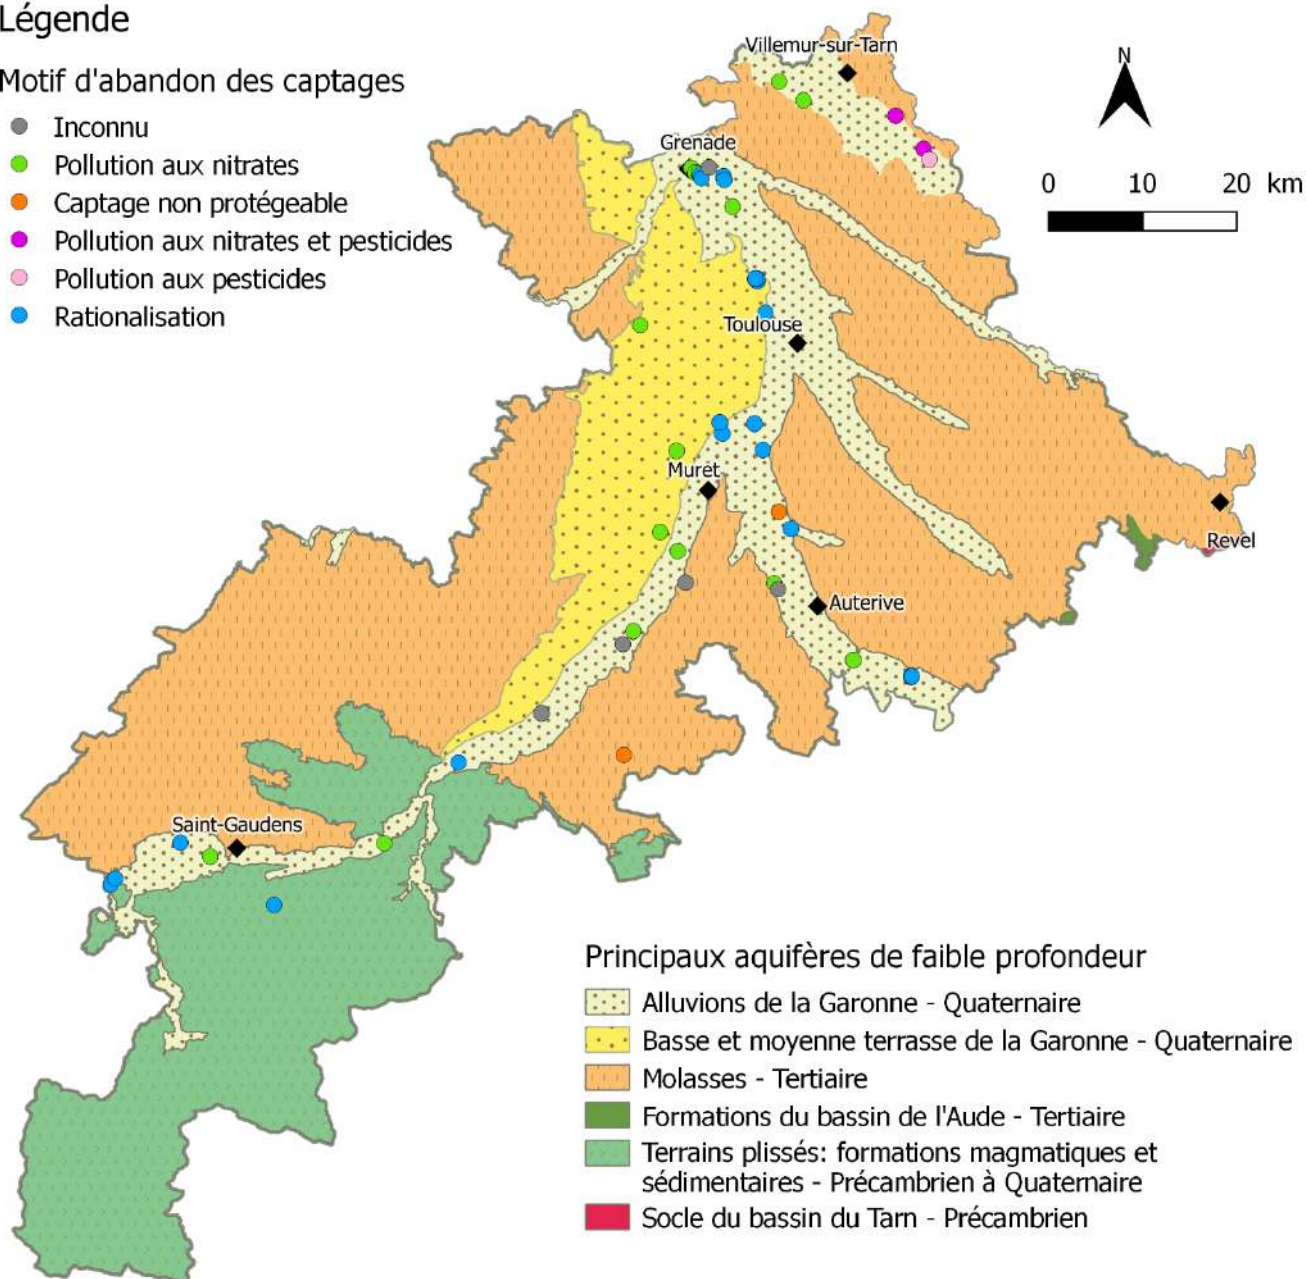 Légende
Motif d'abandon des captages
Inconnu
Pollution aux nitrates
Captage non protégeable
Pollution aux nitrates et pesticides
Pollution aux pesticides
Rationalisation
Villemur-sur-Tarn
N
Grenade
0 10 20 km
Toulouse
Muret
Revel
Auterive
Saint-Gaudens
Principaux aquifères de faible profondeur
Alluvions de la Garonne - Quaternaire
Basse et moyenne terrasse de la Garonne - Quaternaire
Molasses - Tertiaire
Formations du bassin de l'Aude - Tertiaire
Terrains plissés: formations magmatiques et
sédimentaires - Précambrien à Quaternaire
Socle du bassin du Tarn - Précambrien